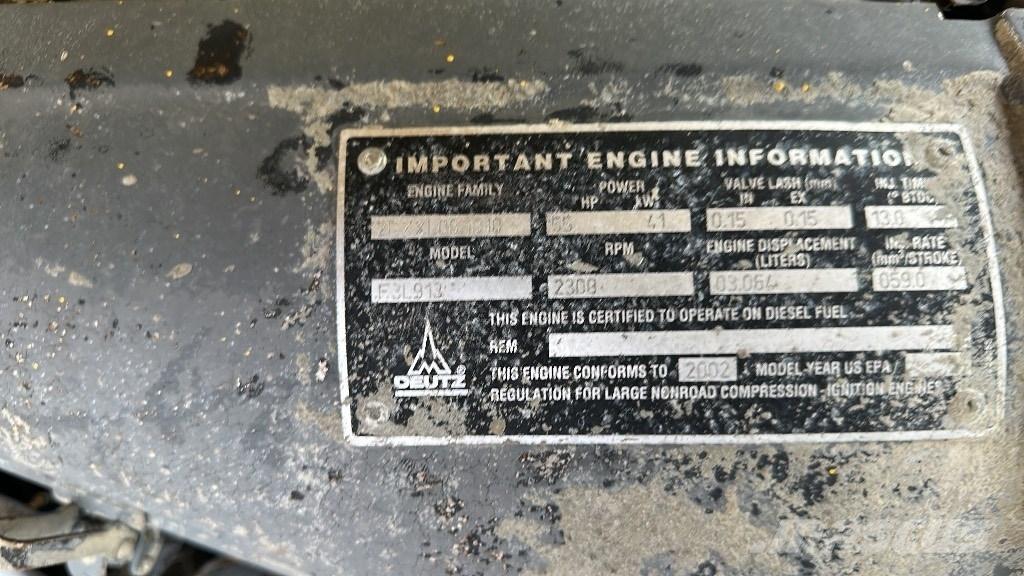 IMPORTANT ENGINE INFORMATION
ENGINE FAMILY POWER VALVE LASH (mm) INJ. TIM
HP kW IN EX (° BTDC
55 41 0.15 0.15 13.0
MODEL RPM ENGINE DISPLACEMENT (LITERS) INJ. RATE (mm³/STROKE)
F3L913 2300 03.064 059.0
THIS ENGINE IS CERTIFIED TO OPERATE ON DIESEL FUEL
REM
DEUTZ®
THIS ENGINE CONFORMS TO 2002 MODEL YEAR US EPA/
REGULATION FOR LARGE NONROAD COMPRESSION-IGNITION ENGINES